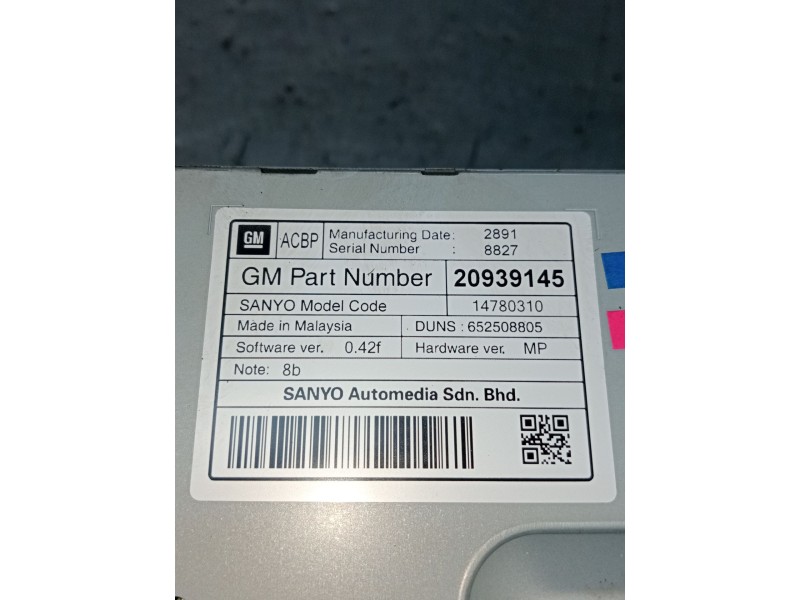 GM ACBP Manufacturing Date: 2891
Serial Number : 8827
GM Part Number 20939145
SANYO Model Code 14780310
Made in Malaysia DUNS : 652508805
Software ver. 0.42f Hardware ver. MP
Note: 8b
SANYO Automedia Sdn. Bhd.